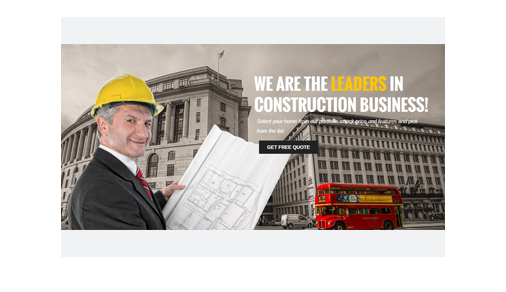 WE ARE THE LEADERS IN
CONSTRUCTION BUSINESS!
Select your home from our portfolio, check price and features and pick
from the list
GET FREE QUOTE